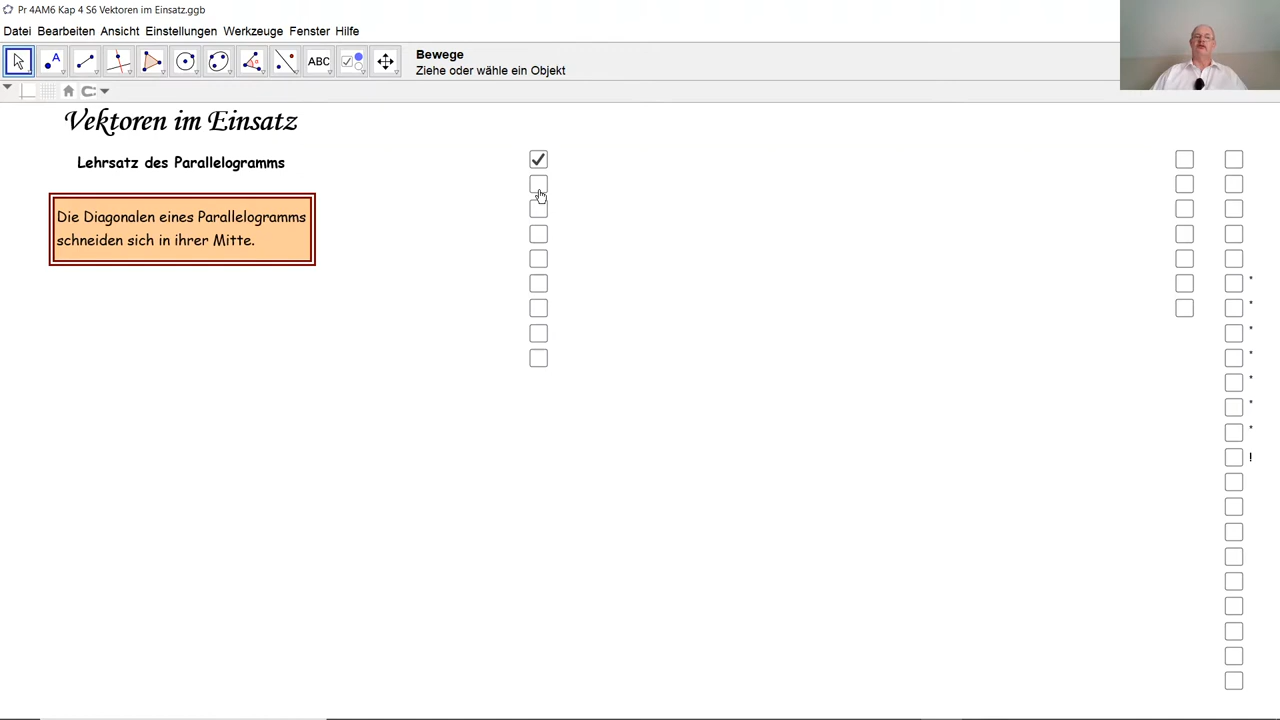 Pr 4AM6 Kap 4 S6 Vektoren im Einsatz.ggb
Datei Bearbeiten Ansicht Einstellungen Werkzeuge Fenster Hilfe
A
ABC
Bewege
Ziehe oder wähle ein Objekt
Vektoren im Einsatz
Lehrsatz des Parallelogramms
Die Diagonalen eines Parallelogramms
schneiden sich in ihrer Mitte.
*
*
*
*
*
*
*
!